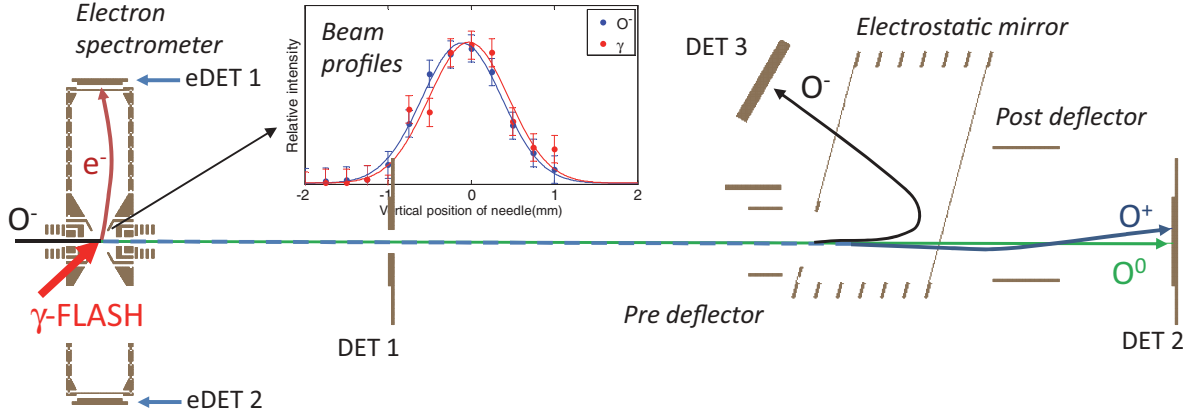 Electron
spectrometer
eDET 1
e⁻
O⁻
γ-FLASH
eDET 2
Beam
profiles
O⁻
γ
Relative intensity
-2 -1 0 1 2
Vertical position of needle(mm)
DET 1
DET 3
O⁻
Electrostatic mirror
Post deflector
Pre deflector
O⁺
O⁰
DET 2